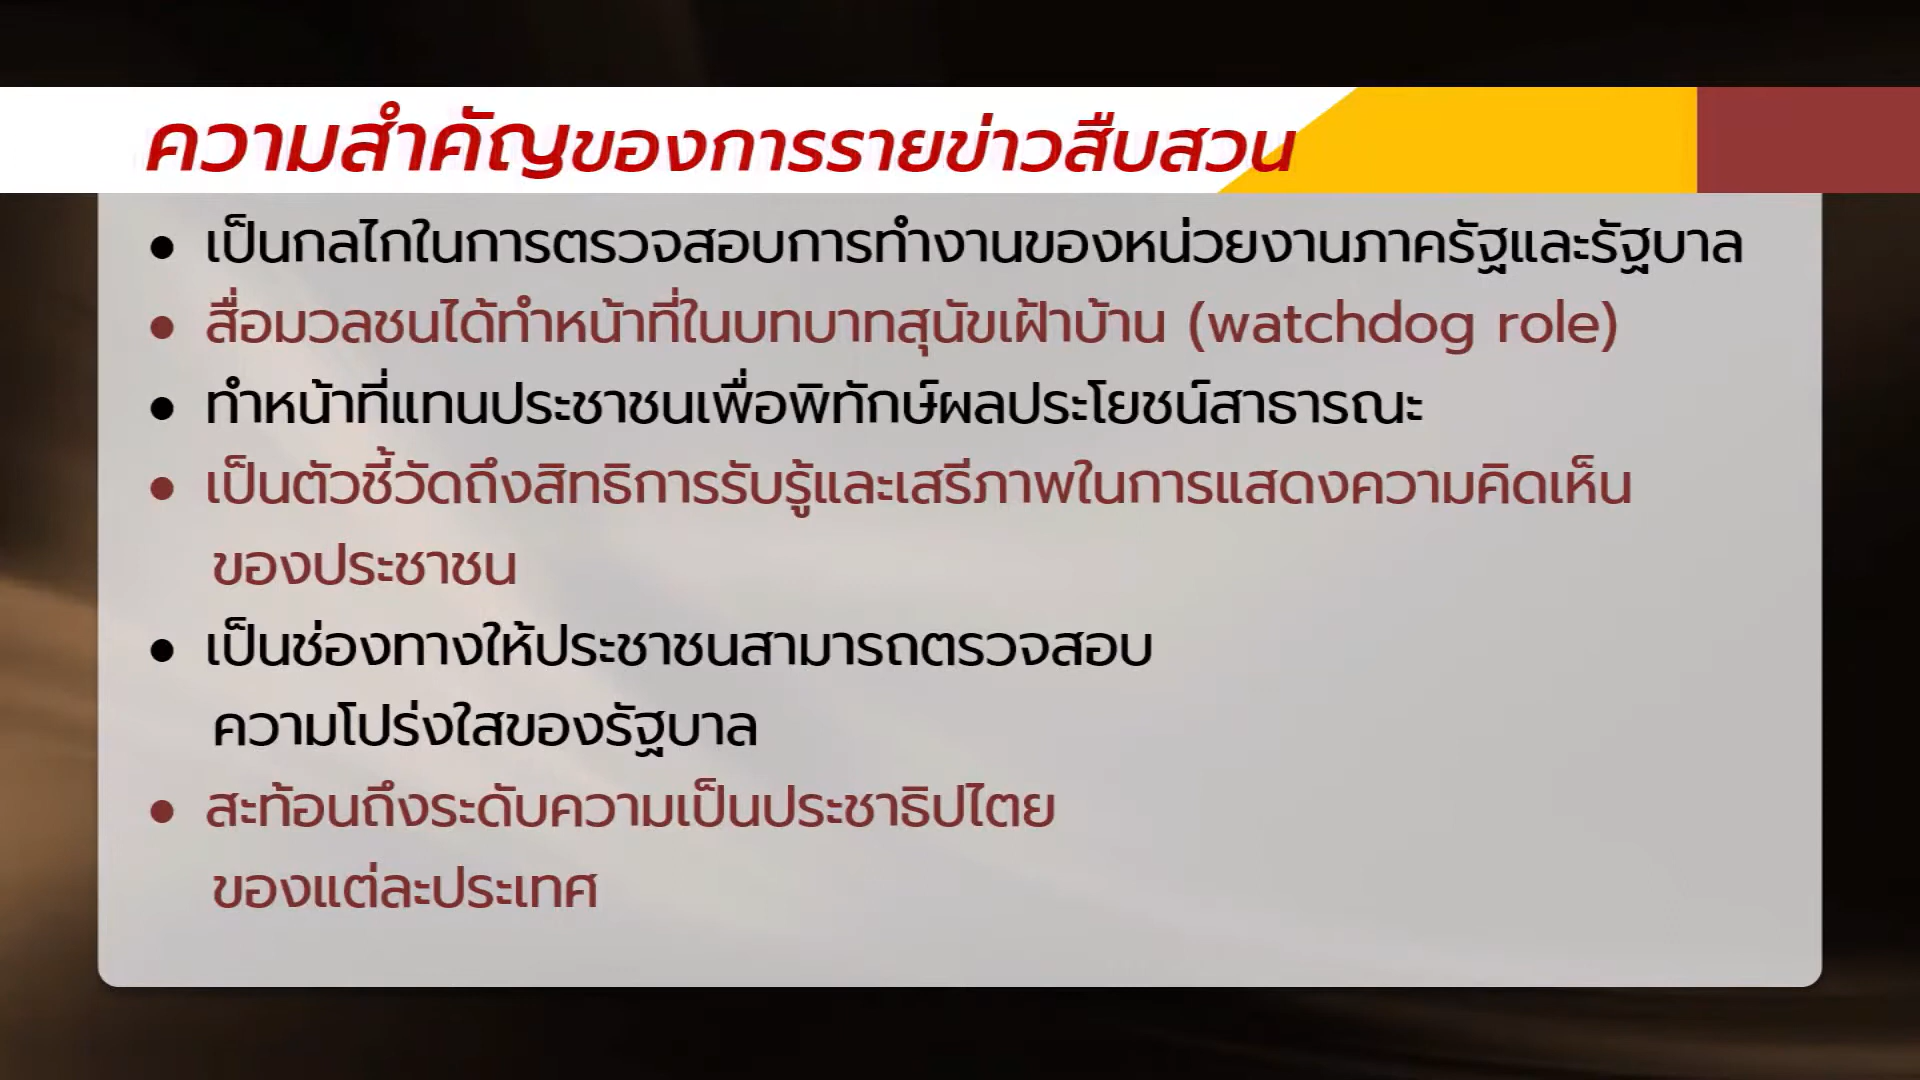 ความสำคัญของการรายข่าวสืบสวน
● เป็นกลไกในการตรวจสอบการทำงานของหน่วยงานภาครัฐและรัฐบาล
● สื่อมวลชนได้ทำหน้าที่ในบทบาทสุนัขเฝ้าบ้าน (watchdog role)
● ทำหน้าที่แทนประชาชนเพื่อพิทักษ์ผลประโยชน์สาธารณะ
● เป็นตัวชี้วัดถึงสิทธิการรับรู้และเสรีภาพในการแสดงความคิดเห็น
ของประชาชน
● เป็นช่องทางให้ประชาชนสามารถตรวจสอบ
ความโปร่งใสของรัฐบาล
● สะท้อนถึงระดับความเป็นประชาธิปไตย
ของแต่ละประเทศ